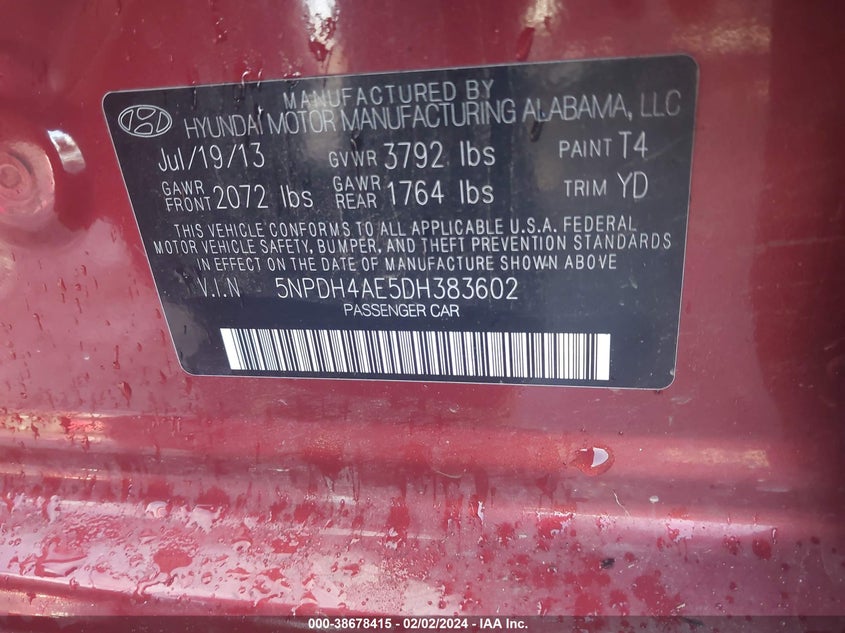 MANUFACTURED BY
HYUNDAI MOTOR MANUFACTURING ALABAMA, LLC
Jul/19/13 GVWR 3792 lbs PAINT T4
GAWR FRONT 2072 lbs GAWR REAR 1764 lbs TRIM YD
THIS VEHICLE CONFORMS TO ALL APPLICABLE U.S.A. FEDERAL
MOTOR VEHICLE SAFETY, BUMPER, AND THEFT PREVENTION STANDARDS
IN EFFECT ON THE DATE OF MANUFACTURE SHOWN ABOVE
V.I.N 5NPDH4AE5DH383602
PASSENGER CAR
000-38678415 - 02/02/2024 - IAA Inc.